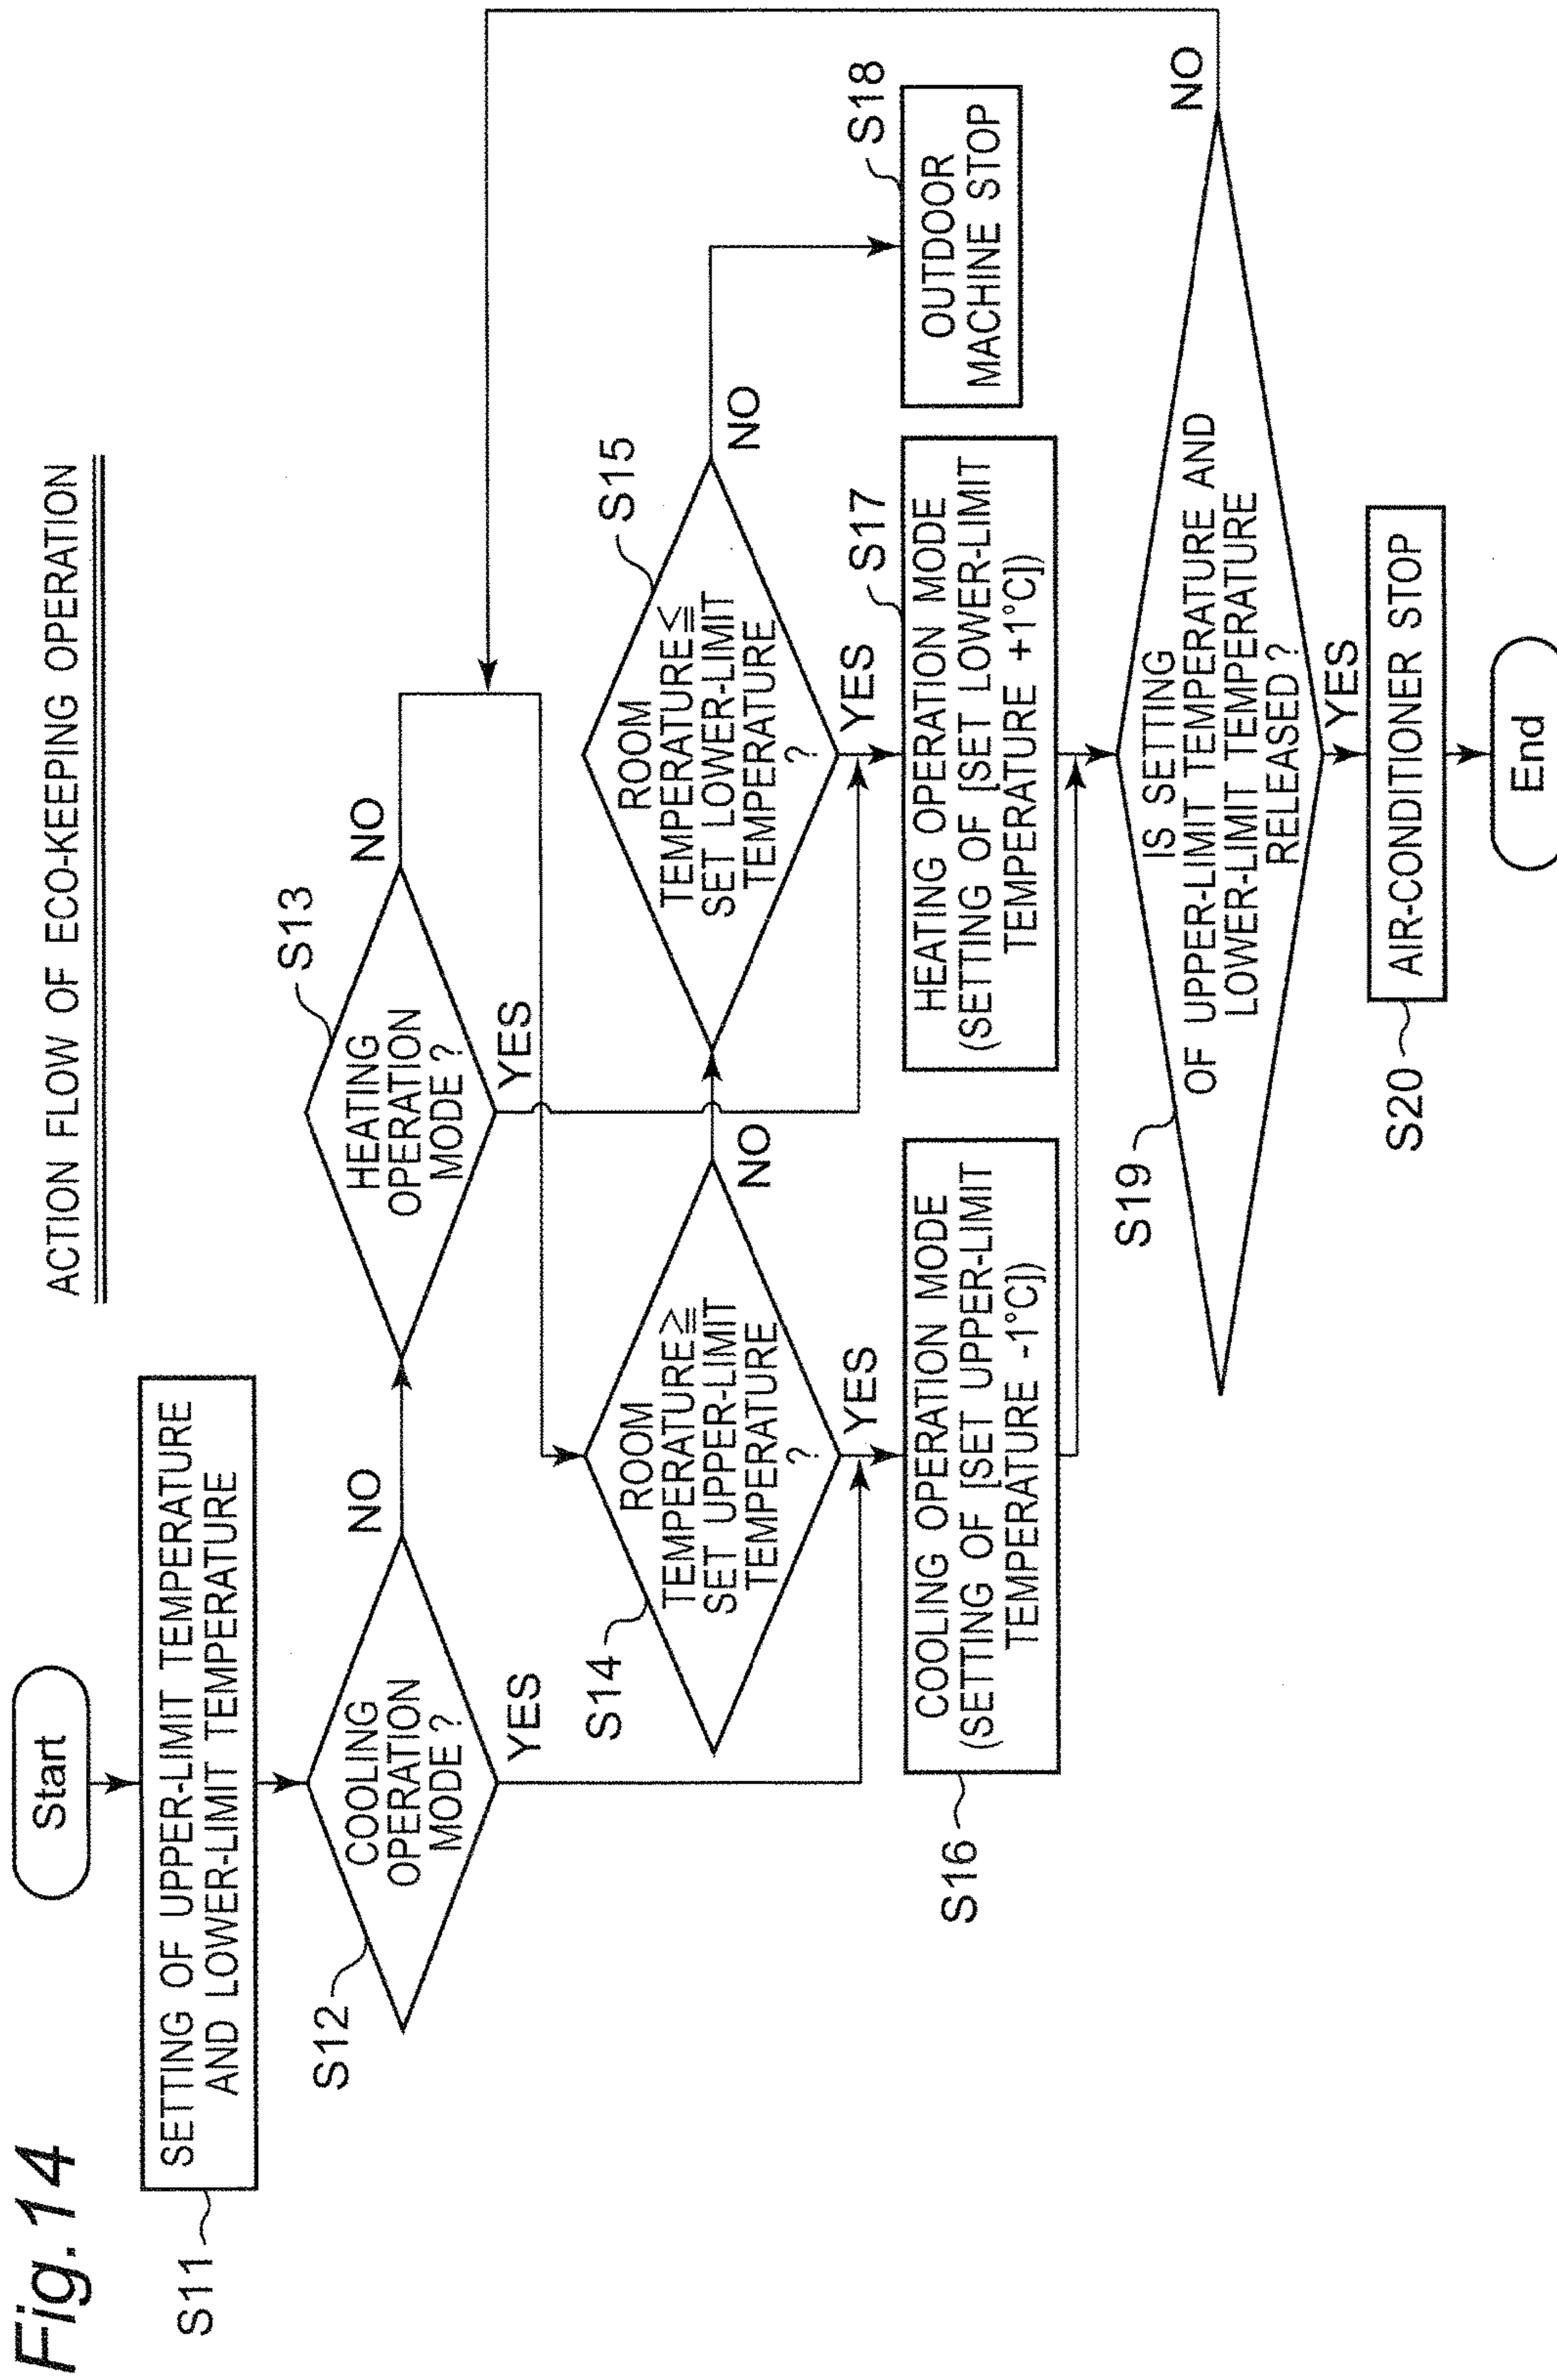 Fig.14
ACTION FLOW OF ECO-KEEPING OPERATION
Start
S11
SETTING OF UPPER-LIMIT TEMPERATURE
AND LOWER-LIMIT TEMPERATURE
S12
COOLING
OPERATION
MODE ?
NO
YES
S13
HEATING
OPERATION
MODE ?
NO
YES
S14
ROOM
TEMPERATURE≧
SET UPPER-LIMIT
TEMPERATURE
?
NO
YES
S15
ROOM
TEMPERATURE≦
SET LOWER-LIMIT
TEMPERATURE
?
NO
YES
S16
COOLING OPERATION MODE
(SETTING OF [SET UPPER-LIMIT
TEMPERATURE -1°C])
S17
HEATING OPERATION MODE
(SETTING OF [SET LOWER-LIMIT
TEMPERATURE +1°C])
S18
OUTDOOR
MACHINE STOP
S19
IS SETTING
OF UPPER-LIMIT TEMPERATURE AND
LOWER-LIMIT TEMPERATURE
RELEASED ?
NO
YES
S20
AIR-CONDITIONER STOP
End